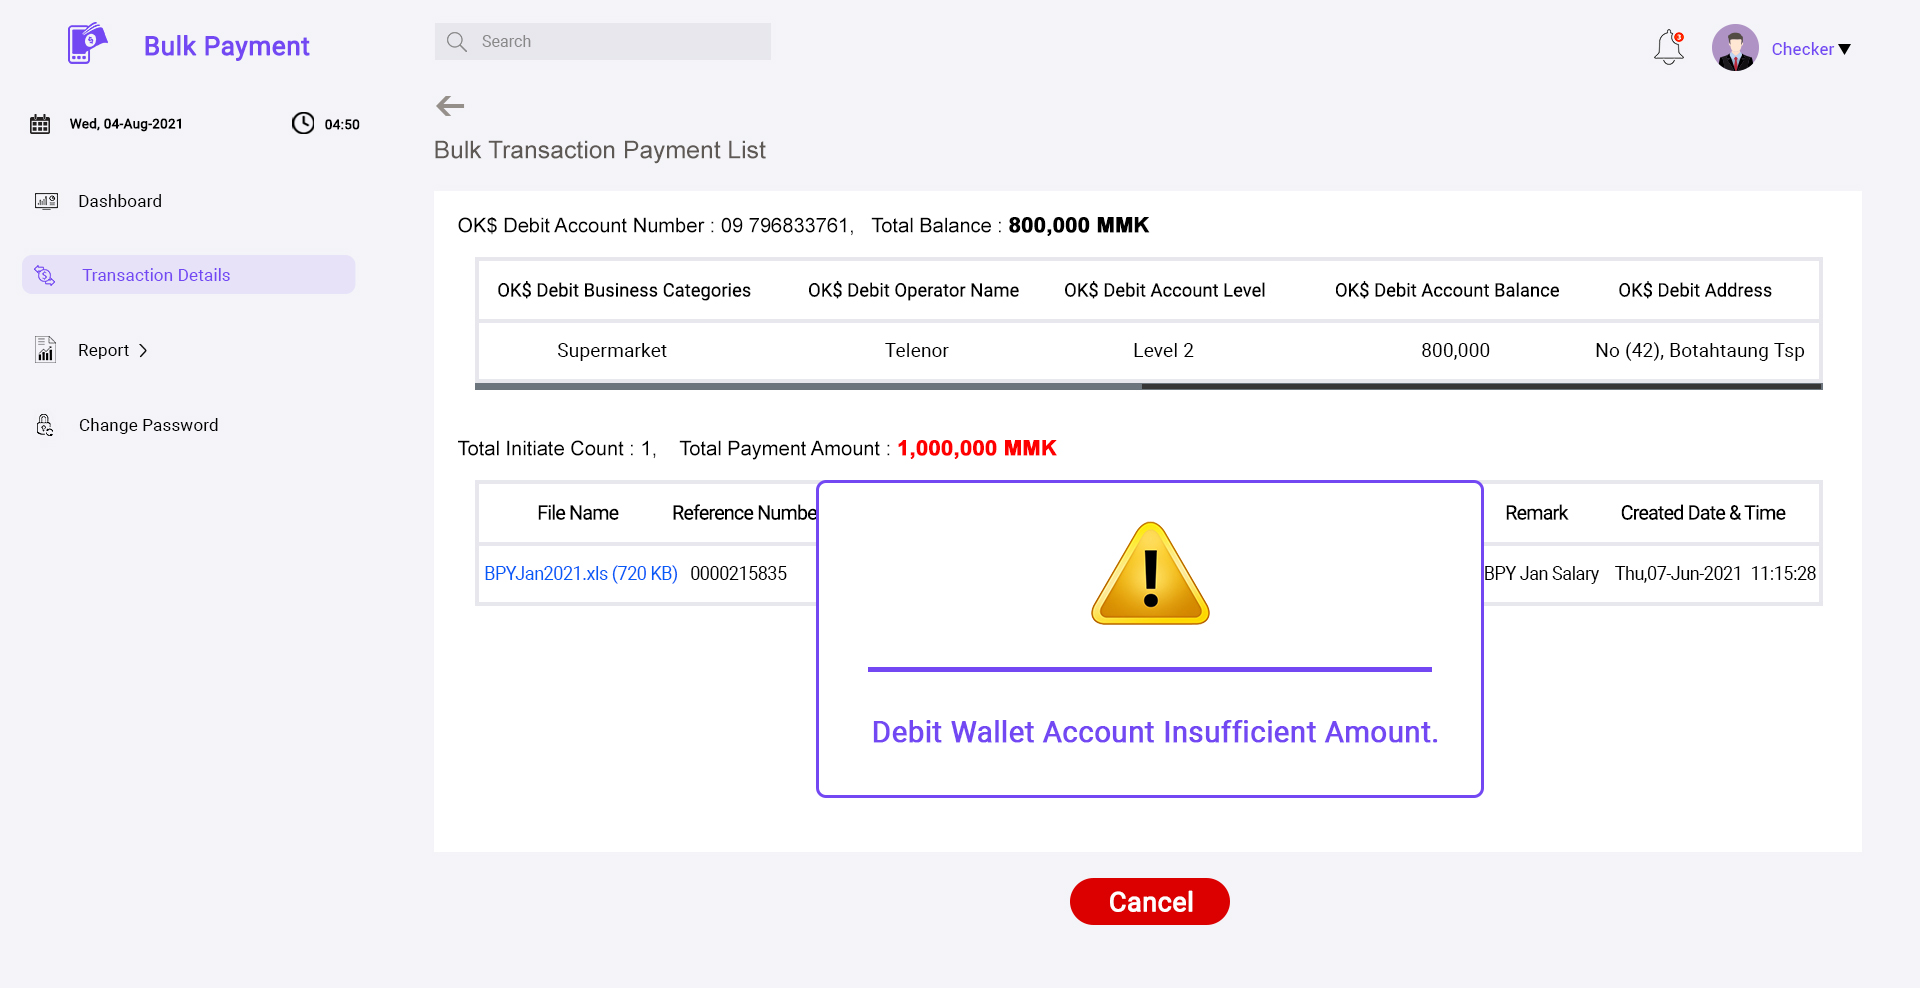 Bulk Payment
Search
3
Checker
Wed, 04-Aug-2021
04:50
Dashboard
Transaction Details
Report
Change Password
Bulk Transaction Payment List
OK$ Debit Account Number : 09 796833761, Total Balance : 800,000 MMK
OK$ Debit Business Categories OK$ Debit Operator Name OK$ Debit Account Level OK$ Debit Account Balance OK$ Debit Address
Supermarket Telenor Level 2 800,000 No (42), Botahtaung Tsp
Total Initiate Count : 1, Total Payment Amount : 1,000,000 MMK
File Name Reference Numbe Remark Created Date & Time
BPYJan2021.xls (720 KB) 0000215835 BPY Jan Salary Thu,07-Jun-2021 11:15:28
Debit Wallet Account Insufficient Amount.
Cancel